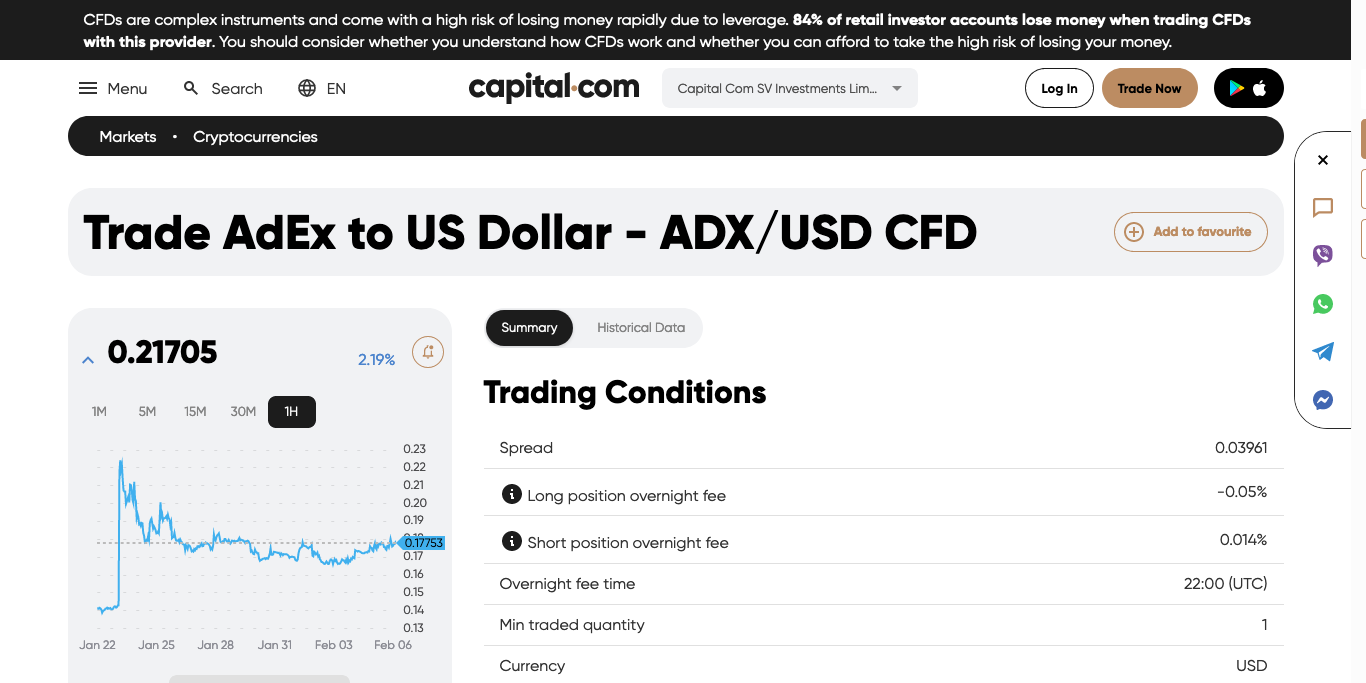 CFDs are complex instruments and come with a high risk of losing money rapidly due to leverage. 84% of retail investor accounts lose money when trading CFDs
with this provider. You should consider whether you understand how CFDs work and whether you can afford to take the high risk of losing your money.
Menu
Search
EN
capital.com
Capital Com SV Investments Lim...
Log In
Trade Now
Markets • Cryptocurrencies
Trade AdEx to US Dollar - ADX/USD CFD
Add to favourite
0.21705
2.19%
1M 5M 15M 30M 1H
0.23
0.22
0.21
0.20
0.19
0.17753
0.17
0.16
0.15
0.14
0.13
Jan 22 Jan 25 Jan 28 Jan 31 Feb 03 Feb 06
Summary Historical Data
Trading Conditions
Spread 0.03961
Long position overnight fee -0.05%
Short position overnight fee 0.014%
Overnight fee time 22:00 (UTC)
Min traded quantity 1
Currency USD